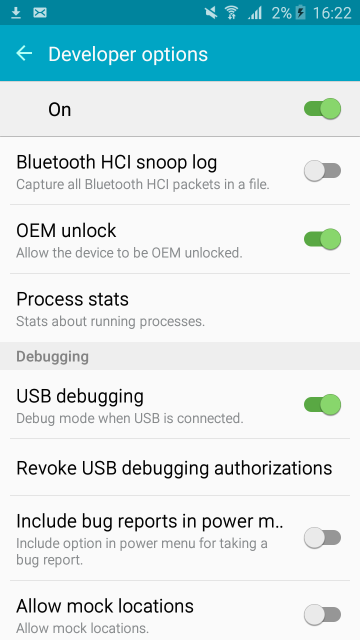 2% 16:22
Developer options
On
Bluetooth HCI snoop log
Capture all Bluetooth HCI packets in a file.
OEM unlock
Allow the device to be OEM unlocked.
Process stats
Stats about running processes.
Debugging
USB debugging
Debug mode when USB is connected.
Revoke USB debugging authorizations
Include bug reports in power m..
Include option in power menu for taking a
bug report.
Allow mock locations
Allow mock locations.